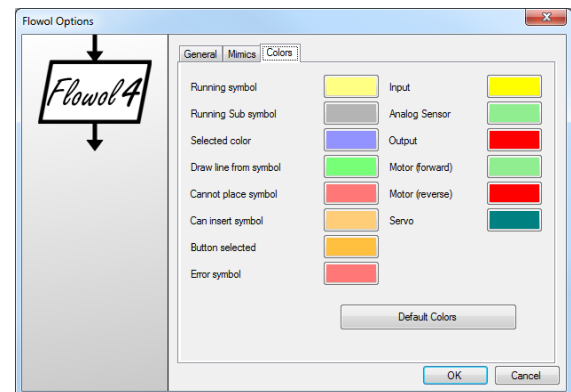 Flowol Options
Flowol 4
General Mimics Colors
Running symbol Input
Running Sub symbol Analog Sensor
Selected color Output
Draw line from symbol Motor (forward)
Cannot place symbol Motor (reverse)
Can insert symbol Servo
Button selected
Error symbol
Default Colors
OK Cancel